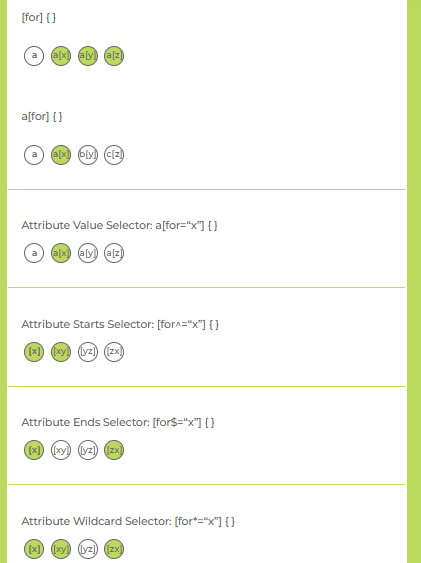 [for] { }
a a[x] a[y] a[z]
a[for] { }
a a[x] b[y] c[z]
Attribute Value Selector: a[for=“x”] { }
a a[x] a[y] a[z]
Attribute Starts Selector: [for^=“x”] { }
[x] [xy] [yz] [zx]
Attribute Ends Selector: [for$=“x”] { }
[x] [xy] [yz] [zx]
Attribute Wildcard Selector: [for*=“x”] { }
[x] [xy] [yz] [zx]